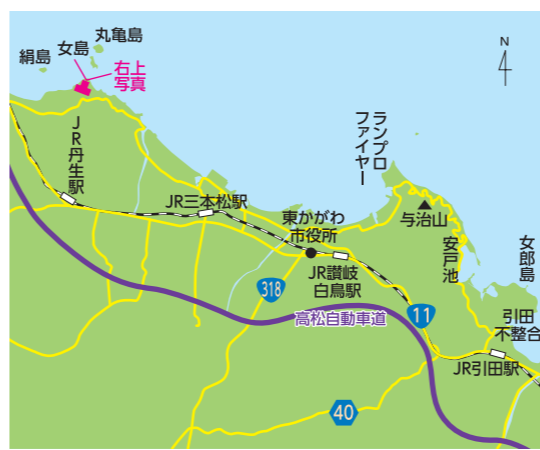 丸亀島
女島
絹島
右上
写真
N
ランプロ
ファイヤー
JR丹生駅
JR三本松駅
東かがわ
市役所
与治山
安戸池
女郎島
318
JR讃岐
白鳥駅
11
高松自動車道
引田
不整合
JR引田駅
40